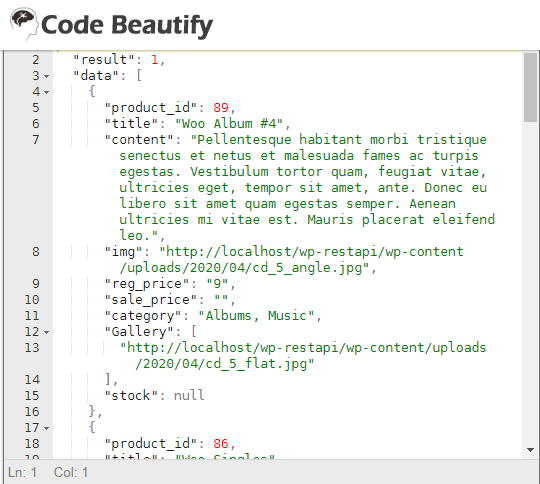 Code Beautify
2 "result": 1,
3 "data": [
4 {
5 "product_id": 89,
6 "title": "Woo Album #4",
7 "content": "Pellentesque habitant morbi tristique
senectus et netus et malesuada fames ac turpis
egestas. Vestibulum tortor quam, feugiat vitae,
ultricies eget, tempor sit amet, ante. Donec eu
libero sit amet quam egestas semper. Aenean
ultricies mi vitae est. Mauris placerat eleifend
leo.",
8 "img": "http://localhost/wp-restapi/wp-content
/uploads/2020/04/cd_5_angle.jpg",
9 "reg_price": "9",
10 "sale_price": "",
11 "category": "Albums, Music",
12 "Gallery": [
13 "http://localhost/wp-restapi/wp-content/uploads
/2020/04/cd_5_flat.jpg"
14 ],
15 "stock": null
16 },
17 {
18 "product_id": 86,
19 "title": "Woo Singles"
Ln: 1 Col: 1